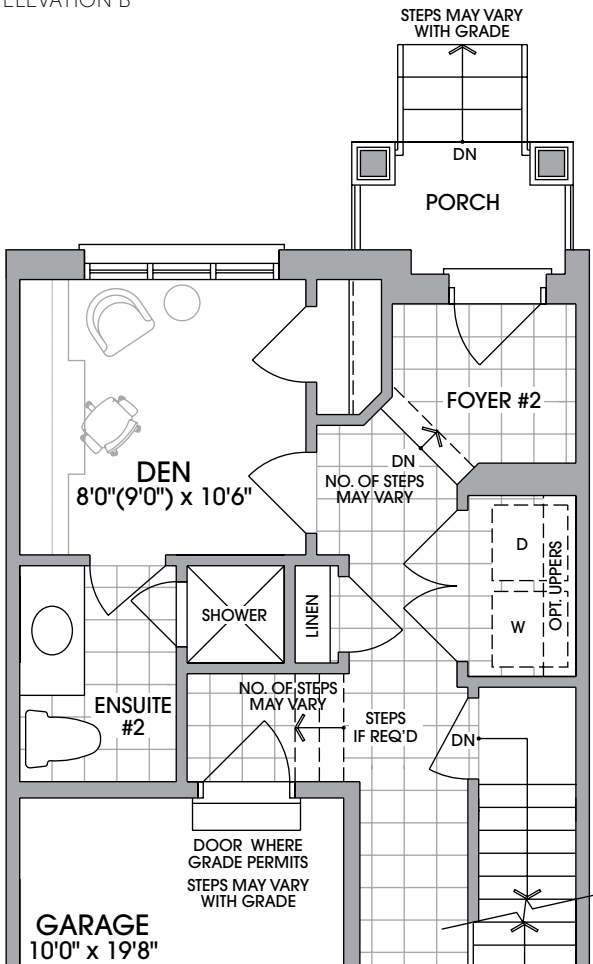 ELEVATION B
STEPS MAY VARY
WITH GRADE
DN
PORCH
FOYER #2
DN
NO. OF STEPS
MAY VARY
DEN
8'0"(9'0") x 10'6"
D
OPT. UPPERS
W
SHOWER
LINEN
ENSUITE
#2
NO. OF STEPS
MAY VARY
STEPS
IF REQ'D
DN
DOOR WHERE
GRADE PERMITS
STEPS MAY VARY
WITH GRADE
GARAGE
10'0" x 19'8"